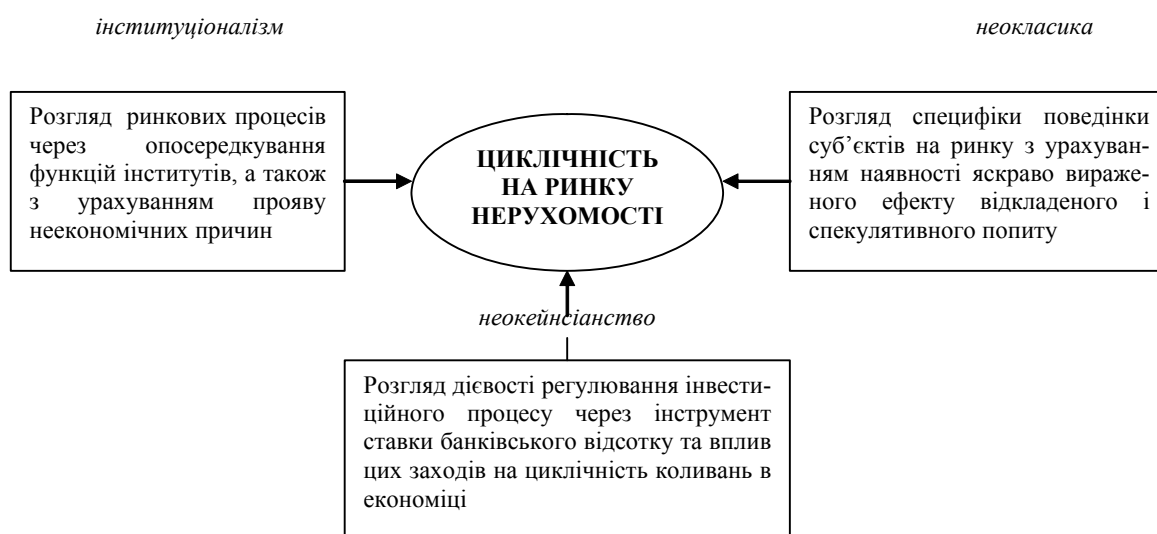 інституціоналізм
неокласика
Розгляд ринкових процесів
через опосередкування
функцій інститутів, а також
з урахуванням прояву
неекономічних причин
ЦИКЛІЧНІСТЬ
НА РИНКУ
НЕРУХОМОСТІ
Розгляд специфіки поведінки
суб’єктів на ринку з урахуван-
ням наявності яскраво вираже-
ного ефекту відкладеного і
спекулятивного попиту
неокейнсіанство
Розгляд дієвості регулювання інвести-
ційного процесу через інструмент
ставки банківського відсотку та вплив
цих заходів на циклічність коливань в
економіці